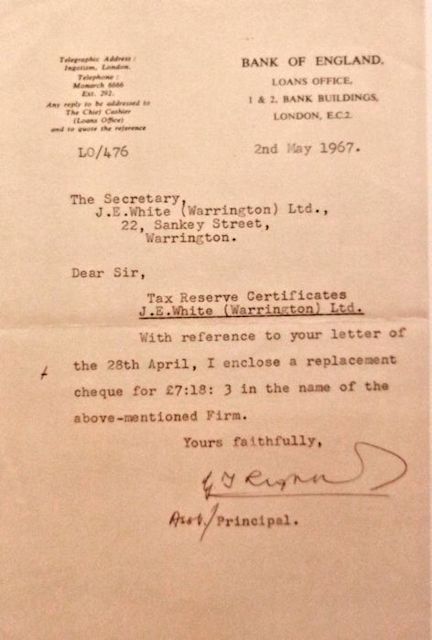 Telegraphic Address:
Ingotism, London.
Telephone:
Monarch 6666
Ext. 292.
Any reply to be addressed to
The Chief Cashier
(Loans Office)
and to quote the reference
LO/476
BANK OF ENGLAND,
LOANS OFFICE,
1 & 2, BANK BUILDINGS,
LONDON, E.C.2.
2nd May 1967.
The Secretary,
J.E.White (Warrington) Ltd.,
22, Sankey Street,
Warrington.
Dear Sir,
Tax Reserve Certificates
J.E.White (Warrington) Ltd.
With reference to your letter of
the 28th April, I enclose a replacement
cheque for £7:18: 3 in the name of the
above-mentioned Firm.
Yours faithfully,
Principal.